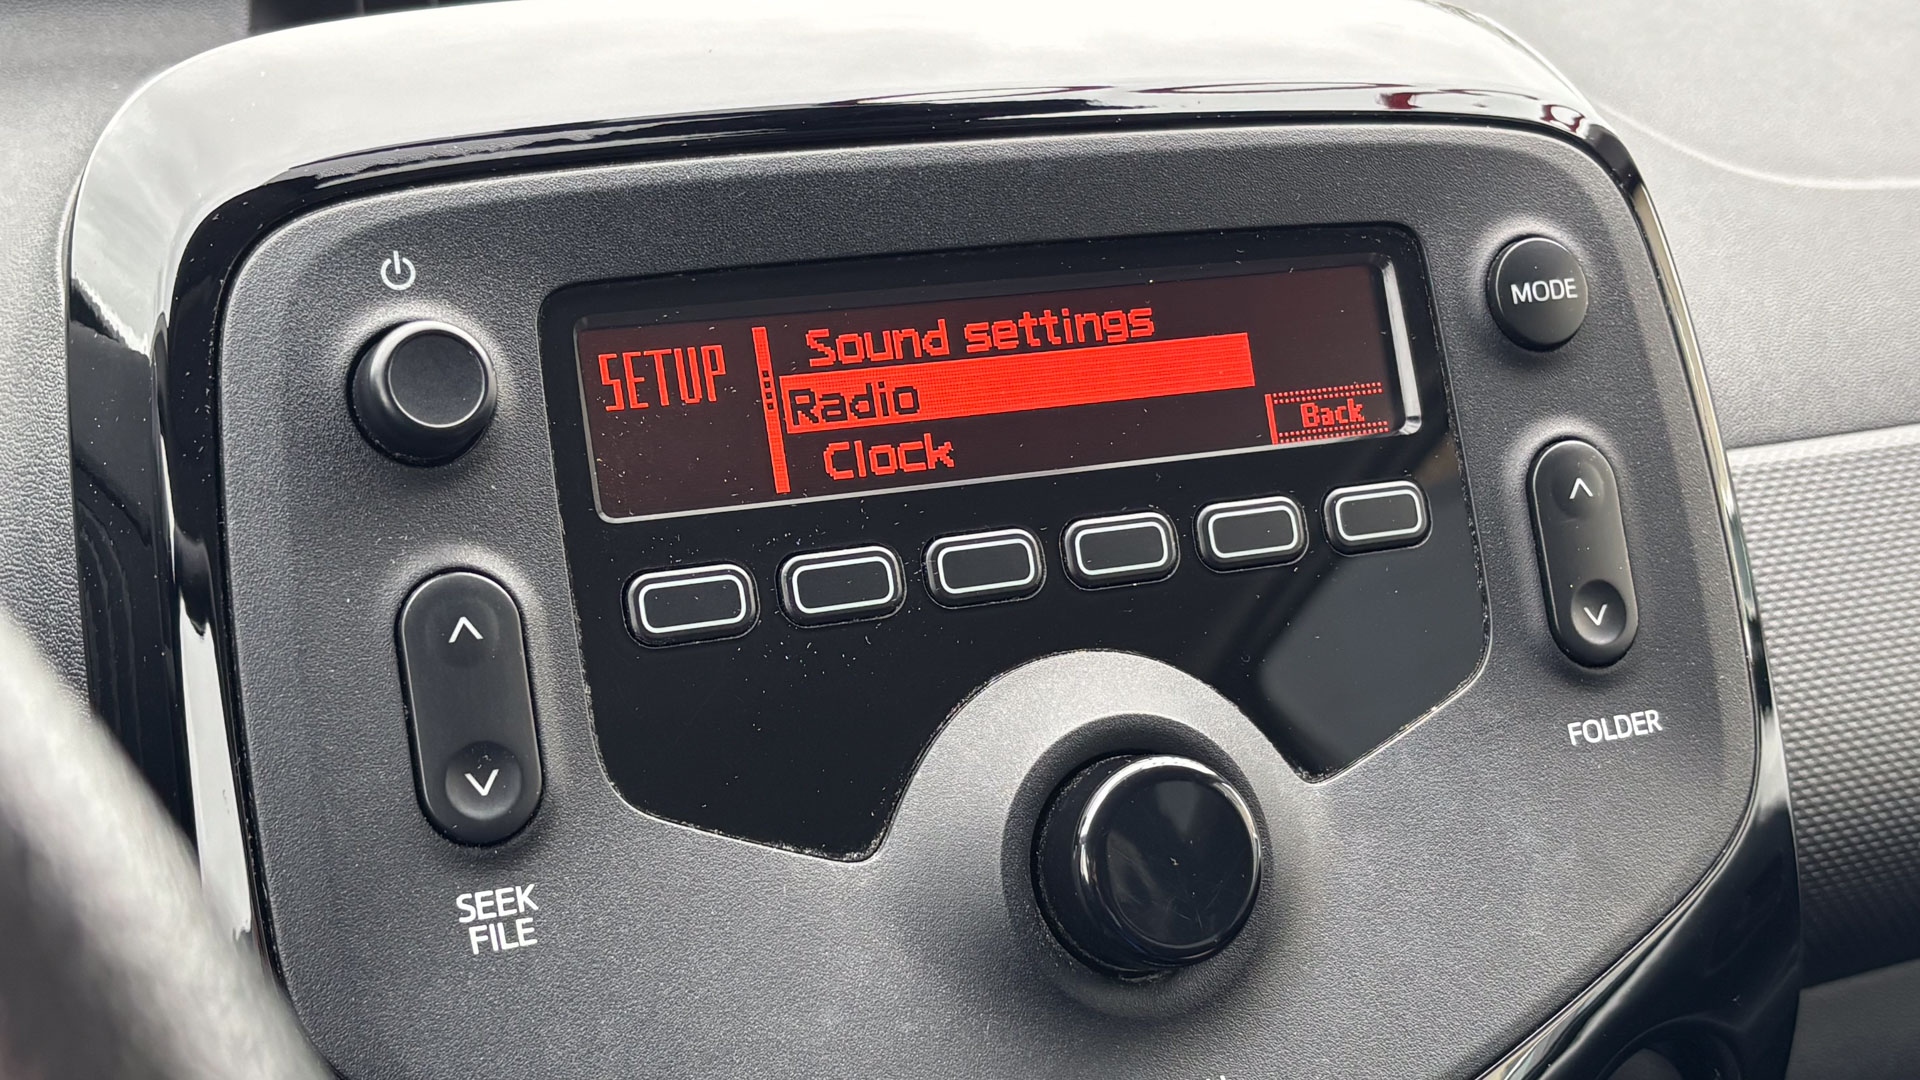 SETUP
Sound settings
Radio
Clock
Back
MODE
SEEK
FILE
FOLDER